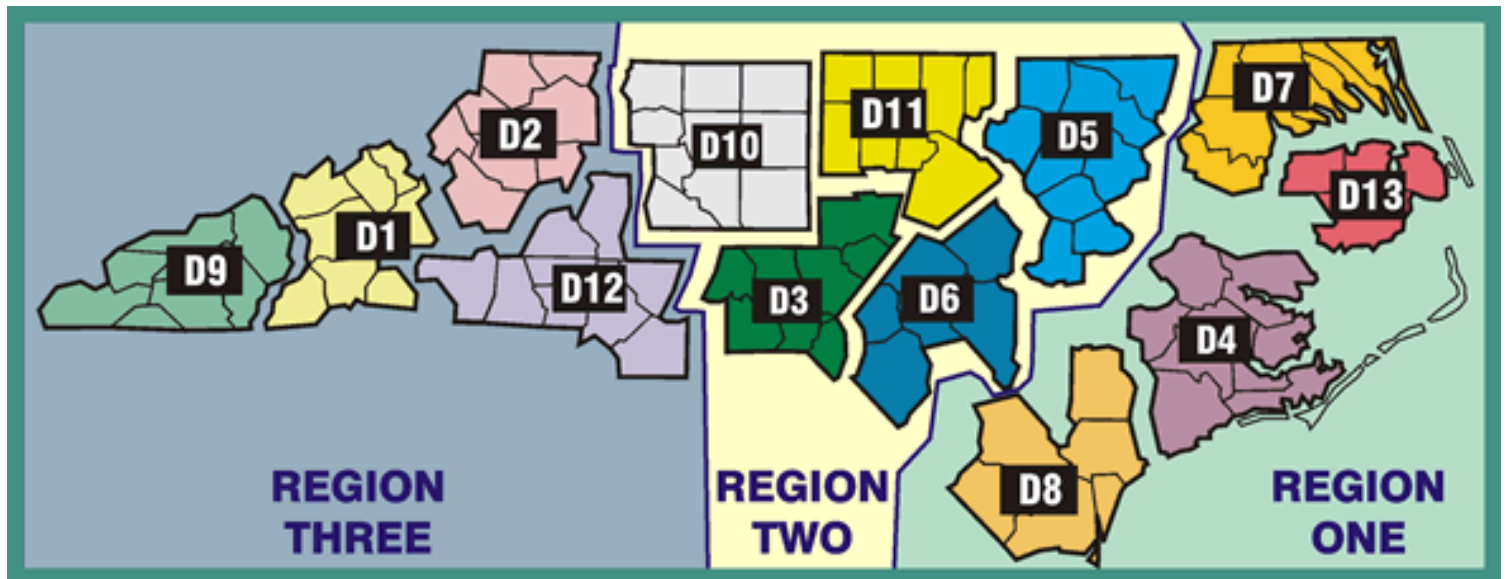 D7
D11
D5
D2
D10
D13
D1
D9
D12
D3
D6
D4
D8
REGION
THREE
REGION
TWO
REGION
ONE